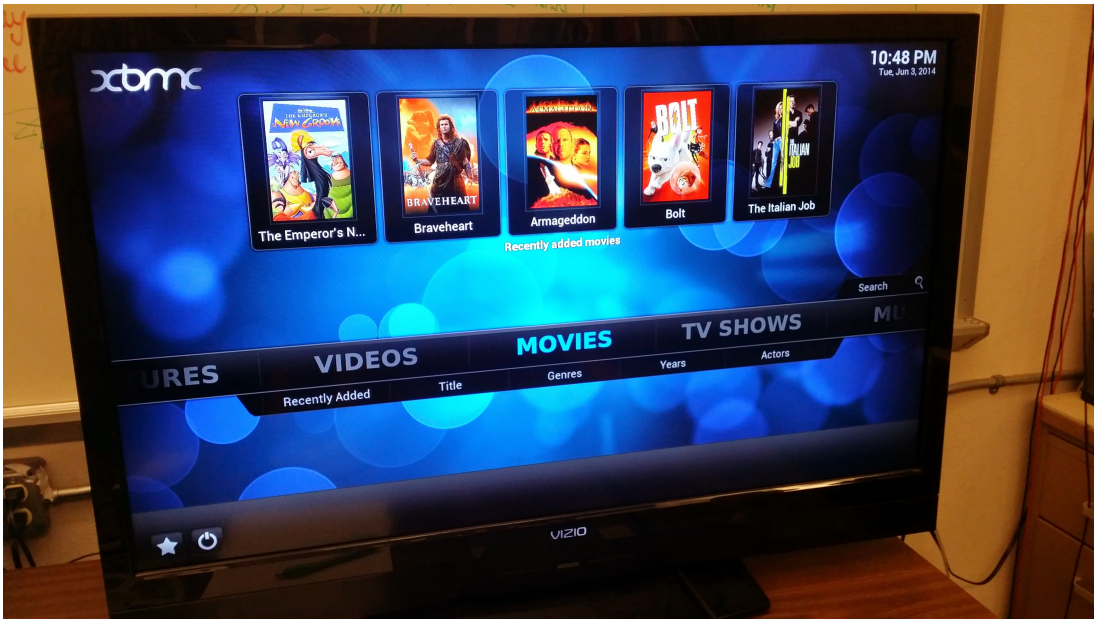 xbmc
10:48 PM
Tue, Jun 3, 2014
THE EMPEROR'S
NEW GROOVE
BRAVEHEART
ARMAGEDDON
BOLT
ITALIAN
JOB
The Emperor's N...
Braveheart
Armageddon
Bolt
The Italian Job
Recently added movies
Search
URES
VIDEOS
MOVIES
TV SHOWS
MU
Recently Added
Title
Genres
Years
Actors
VIZIO